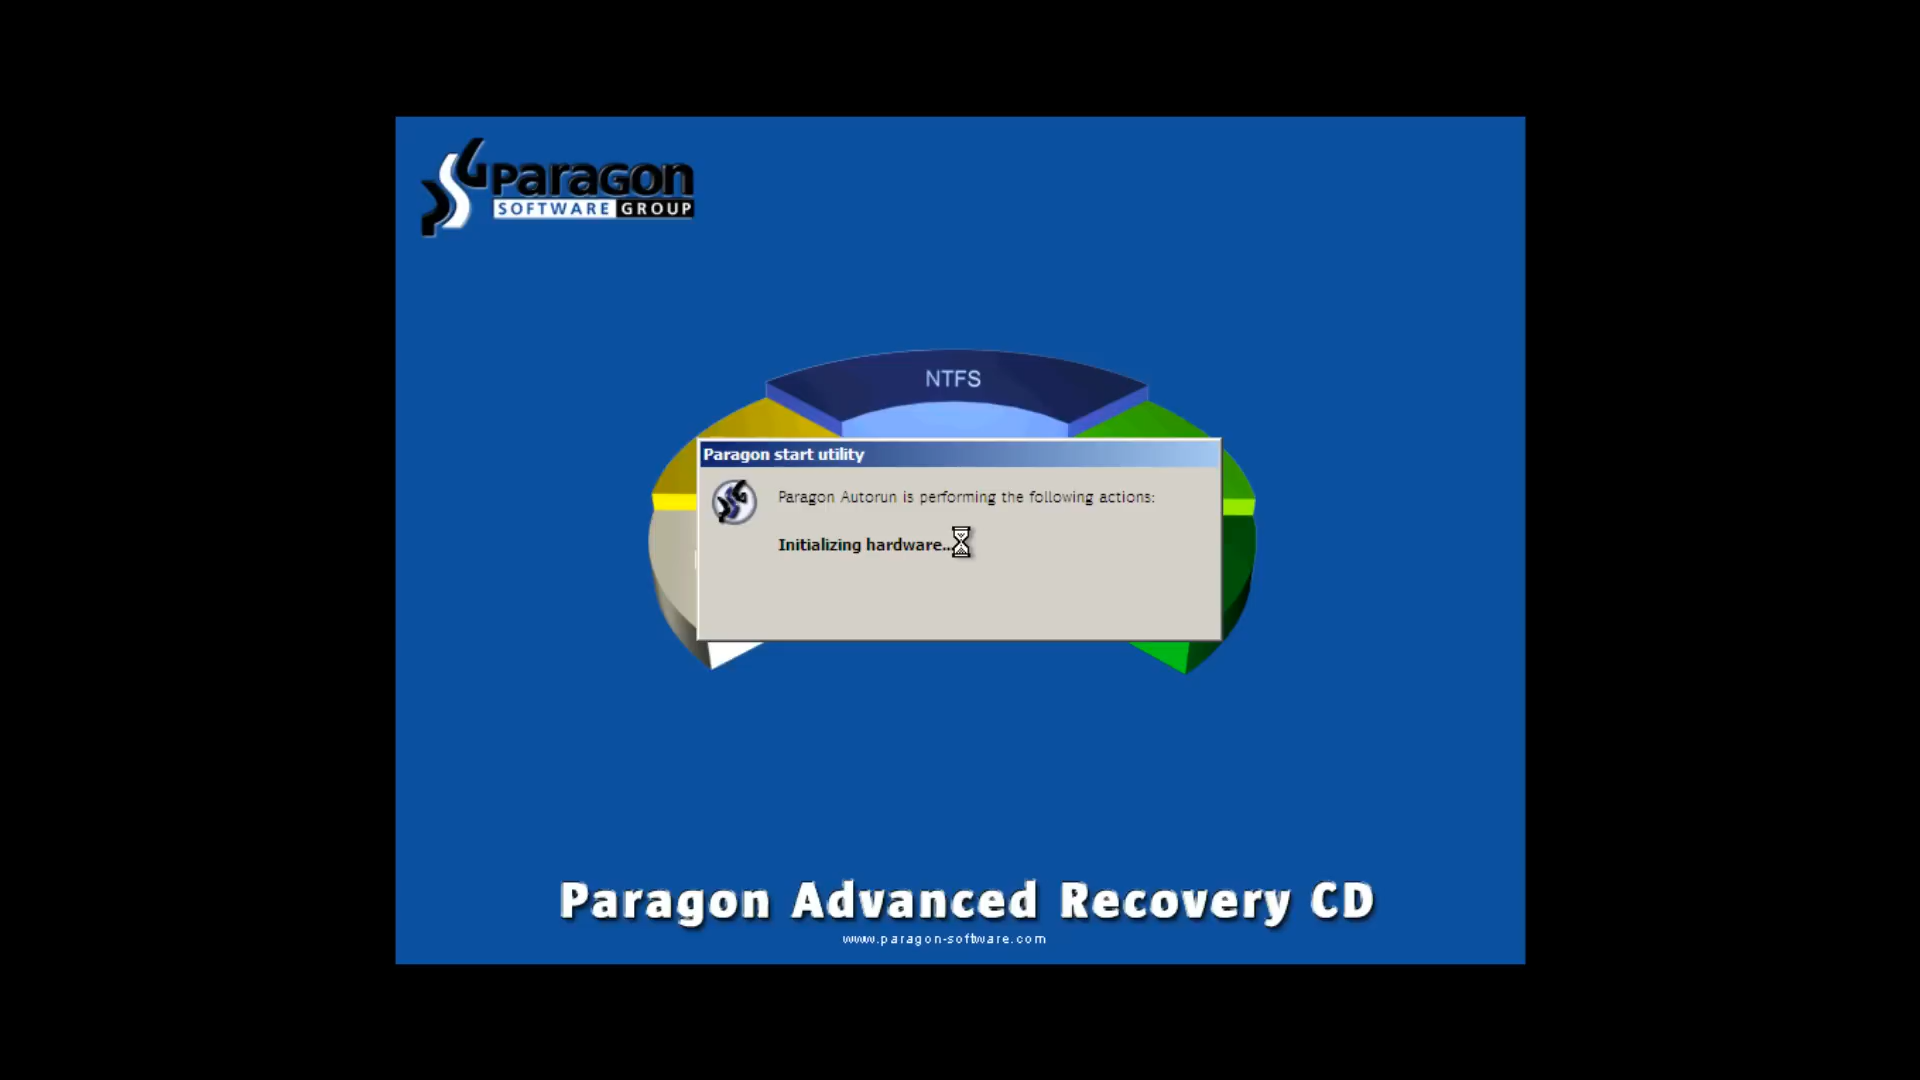 Paragon
SOFTWARE GROUP
NTFS
Paragon start utility
Paragon Autorun is performing the following actions:
Initializing hardware...
Paragon Advanced Recovery CD
www.paragon-software.com